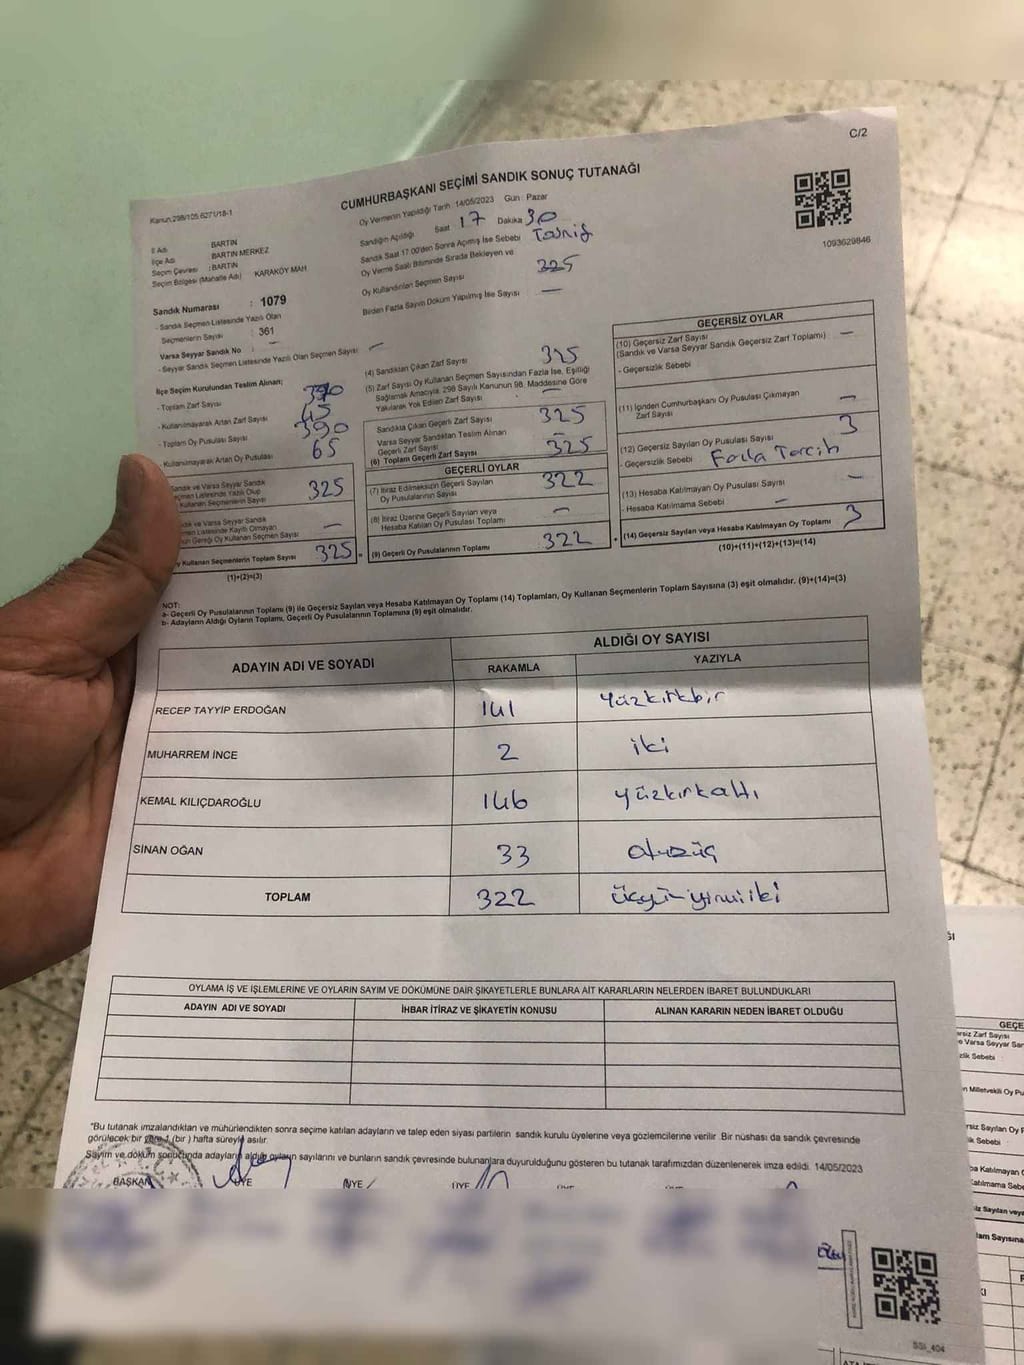 C/2
CUMHURBAŞKANI SEÇİMİ SANDIK SONUÇ TUTANAĞI
Kanun:298/105.6271/18-1
Oy Vermenin Yapıldığı Tarih :14/05/2023 Gün : Pazar
Sandığın Açıldığı Saat 17 Dakika 30
Sandık Saat 17.00'den Sonra Açılmış İse Sebebi Tasnif
Oy Verme Saati Bitiminde Sırada Bekleyen ve
Oy Kullandırılan Seçmen Sayısı 325
Birden Fazla Sayım Döküm Yapılmış İse Sayısı —
1093629846
İl Adı BARTIN
İlçe Adı BARTIN MERKEZ
Seçim Çevresi : BARTIN
Seçim Bölgesi (Mahalle Adı) KARAKÖY MAH.
Sandık Numarası : 1079
- Sandık Seçmen Listesinde Yazılı Olan
Seçmenlerin Sayısı : 361
Varsa Seyyar Sandık No : —
- Seyyar Sandık Seçmen Listesinde Yazılı Olan Seçmen Sayısı : —
İlçe Seçim Kurulundan Teslim Alınan;
- Toplam Zarf Sayısı
- Kullanılmayarak Artan Zarf Sayısı
- Toplam Oy Pusulası Sayısı 390
- Kullanılmayarak Artan Oy Pusulası 65
Sandık ve Varsa Seyyar Sandık
Seçmen Listesinde Yazılı Olup
Kullanan Seçmenlerin Sayısı 325
ve Varsa Seyyar Sandık
Listesinde Kayıtlı Olmayan
Gereği Oy Kullanan Seçmen Sayısı —
Oy Kullanan Seçmenlerin Toplam Sayısı 325 =
(1)+(2)=(3)
(4) Sandıktan Çıkan Zarf Sayısı 325
(5) Zarf Sayısı Oy Kullanan Seçmen Sayısından Fazla İse, Eşitliği
Sağlamak Amacıyla, 298 Sayılı Kanunun 98. Maddesine Göre
Yakılarak Yok Edilen Zarf Sayısı —
Sandıkta Çıkan Geçerli Zarf Sayısı 325
Varsa Seyyar Sandıktan Teslim Alınan
Geçerli Zarf Sayısı —
(6) Toplam Geçerli Zarf Sayısı 325
GEÇERLİ OYLAR
(7) İtiraz Edilmeksizin Geçerli Sayılan
Oy Pusulalarının Sayısı 322
(8) İtiraz Üzerine Geçerli Sayılan veya
Hesaba Katılan Oy Pusulası Toplamı —
(9) Geçerli Oy Pusulalarının Toplamı 322 +
GEÇERSİZ OYLAR
(10) Geçersiz Zarf Sayısı
(Sandık ve Varsa Seyyar Sandık Geçersiz Zarf Toplamı) —
- Geçersizlik Sebebi :
(11) İçinden Cumhurbaşkanı Oy Pusulası Çıkmayan
Zarf Sayısı —
(12) Geçersiz Sayılan Oy Pusulası Sayısı 3
- Geçersizlik Sebebi Fazla Tercih
(13) Hesaba Katılmayan Oy Pusulası Sayısı —
- Hesaba Katılmama Sebebi : —
(14) Geçersiz Sayılan veya Hesaba Katılmayan Oy Toplamı 3
(10)+(11)+(12)+(13)=(14)
NOT:
a- Geçerli Oy Pusulalarının Toplamı (9) ile Geçersiz Sayılan veya Hesaba Katılmayan Oy Toplamı (14) Toplamları, Oy Kullanan Seçmenlerin Toplam Sayısına (3) eşit olmalıdır. (9)+(14)=(3)
b- Adayların Aldığı Oyların Toplamı, Geçerli Oy Pusulalarının Toplamına (9) eşit olmalıdır.
ADAYIN ADI VE SOYADI ALDIĞI OY SAYISI
RAKAMLA YAZIYLA
RECEP TAYYİP ERDOĞAN 141 Yüzkırkbir
MUHARREM İNCE 2 iki
KEMAL KILIÇDAROĞLU 146 yüzkırkaltı
SİNAN OĞAN 33 otuzüç
TOPLAM 322 üçyüzyirmiiki
OYLAMA İŞ VE İŞLEMLERİNE VE OYLARIN SAYIM VE DÖKÜMÜNE DAİR ŞİKAYETLERLE BUNLARA AİT KARARLARIN NELERDEN İBARET BULUNDUKLARI
ADAYIN ADI VE SOYADI İHBAR İTİRAZ VE ŞİKAYETİN KONUSU ALINAN KARARIN NEDEN İBARET OLDUĞU
"Bu tutanak imzalandıktan ve mühürlendikten sonra seçime katılan adayların ve talep eden siyasi partilerin sandık kurulu üyelerine veya gözlemcilerine verilir .Bir nüshası da sandık çevresinde
görülecek bir yere 1 (bir ) hafta süreyle asılır.
Sayım ve döküm sonucunda adayların aldığı oyların sayılarını ve bunların sandık çevresinde bulunanlara duyurulduğunu gösteren bu tutanak tarafımızdan düzenlenerek imza edildi. 14/05/2023
BAŞKAN ÜYE ÜYE ÜYE ÜYE
SSI_404
GEÇE
Zarf Sayısı
e Varsa Seyyar San
n Milletvekili Oy Pu
Sayılan Oy P
k Sebebi :
Katılmayan
Katılmama Sebe